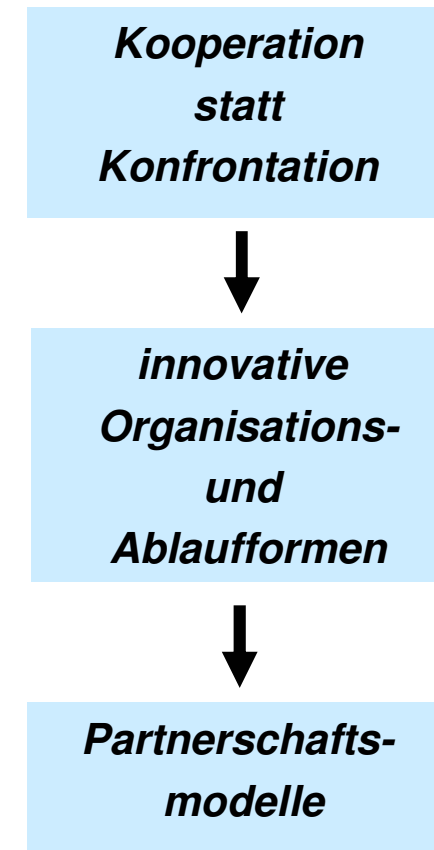 Kooperation
statt
Konfrontation
innovative
Organisations-
und
Ablaufformen
Partnerschafts-
modelle